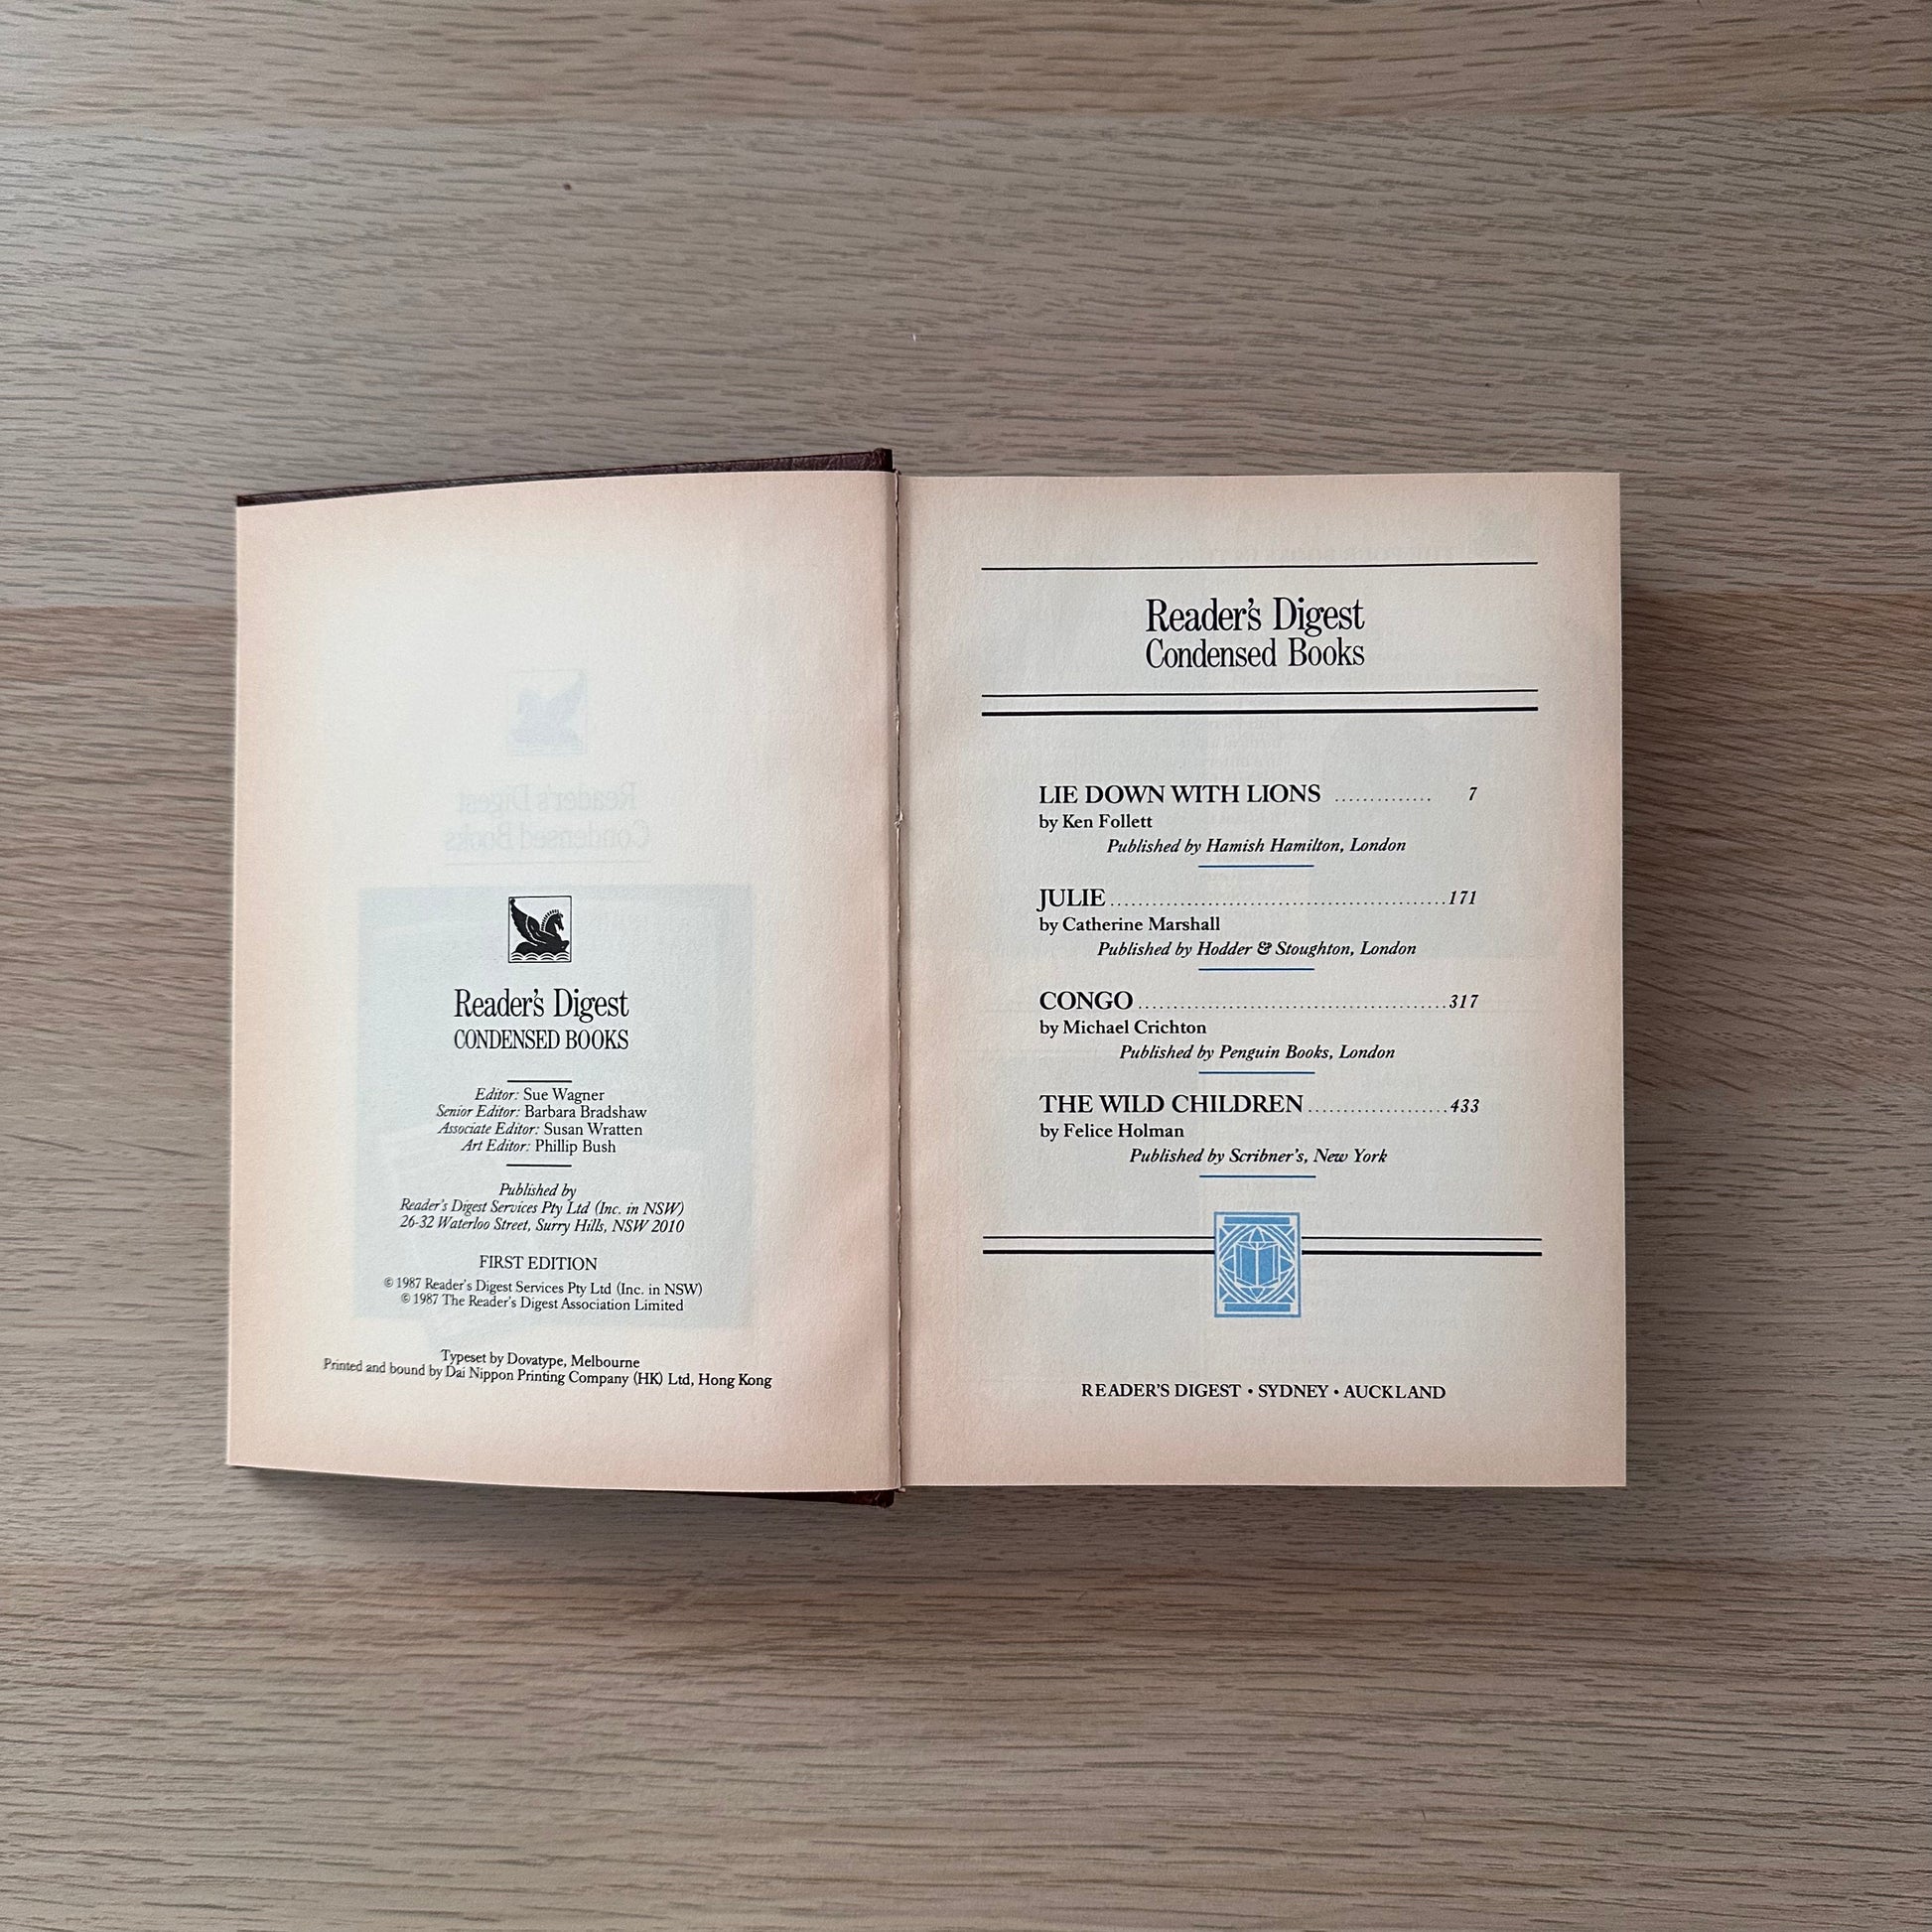 Reader's Digest
CONDENSED BOOKS
Editor: Sue Wagner
Senior Editor: Barbara Bradshaw
Associate Editor: Susan Wratten
Art Editor: Phillip Bush
Published by
Reader's Digest Services Pty Ltd (Inc. in NSW)
26-32 Waterloo Street, Surry Hills, NSW 2010
FIRST EDITION
© 1987 Reader's Digest Services Pty Ltd (Inc. in NSW)
© 1987 The Reader's Digest Association Limited
Typeset by Dovatype, Melbourne
Printed and bound by Dai Nippon Printing Company (HK) Ltd, Hong Kong
Reader's Digest
Condensed Books
LIE DOWN WITH LIONS .............. 7
by Ken Follett
Published by Hamish Hamilton, London
JULIE ................................................ 171
by Catherine Marshall
Published by Hodder & Stoughton, London
CONGO ............................................ 317
by Michael Crichton
Published by Penguin Books, London
THE WILD CHILDREN .................... 433
by Felice Holman
Published by Scribner's, New York
READER'S DIGEST • SYDNEY • AUCKLAND